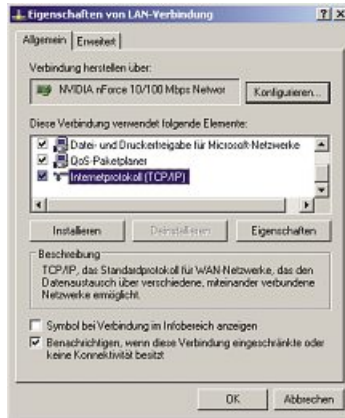 Eigenschaften von LAN-Verbindung
Allgemein Erweitert
Verbindung herstellen über:
NVIDIA nForce 10/100 Mbps Networ Konfigurieren...
Diese Verbindung verwendet folgende Elemente:
Datei- und Druckerfreigabe für Microsoft-Netzwerke
QoS-Paketplaner
Internetprotokoll (TCP/IP)
Installieren Deinstallieren Eigenschaften
Beschreibung
TCP/IP, das Standardprotokoll für WAN-Netzwerke, das den
Datenaustausch über verschiedene, miteinander verbundene
Netzwerke ermöglicht.
Symbol bei Verbindung im Infobereich anzeigen
Benachrichtigen, wenn diese Verbindung eingeschränkte oder
keine Konnektivität besitzt
OK Abbrechen